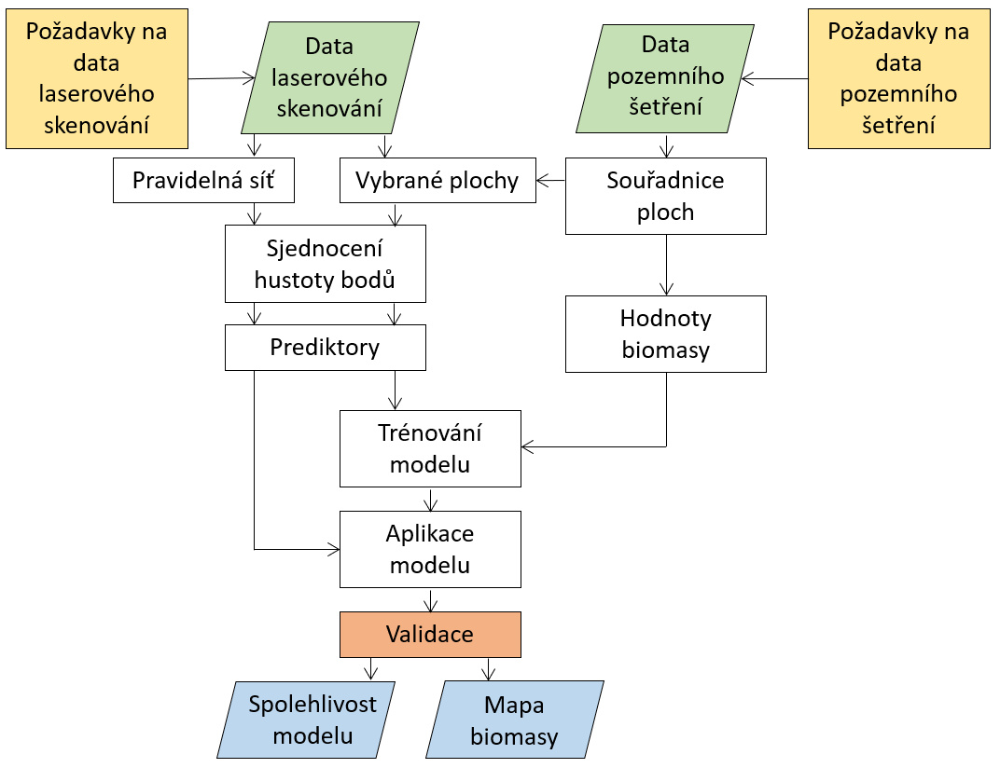 Požadavky na
data
laserového
skenování
Data
laserového
skenování
Data
pozemního
šetření
Požadavky na
data
pozemního
šetření
Pravidelná síť
Vybrané plochy
Souřadnice
ploch
Sjednocení
hustoty bodů
Hodnoty
biomasy
Prediktory
Trénování
modelu
Aplikace
modelu
Validace
Spolehlivost
modelu
Mapa
biomasy